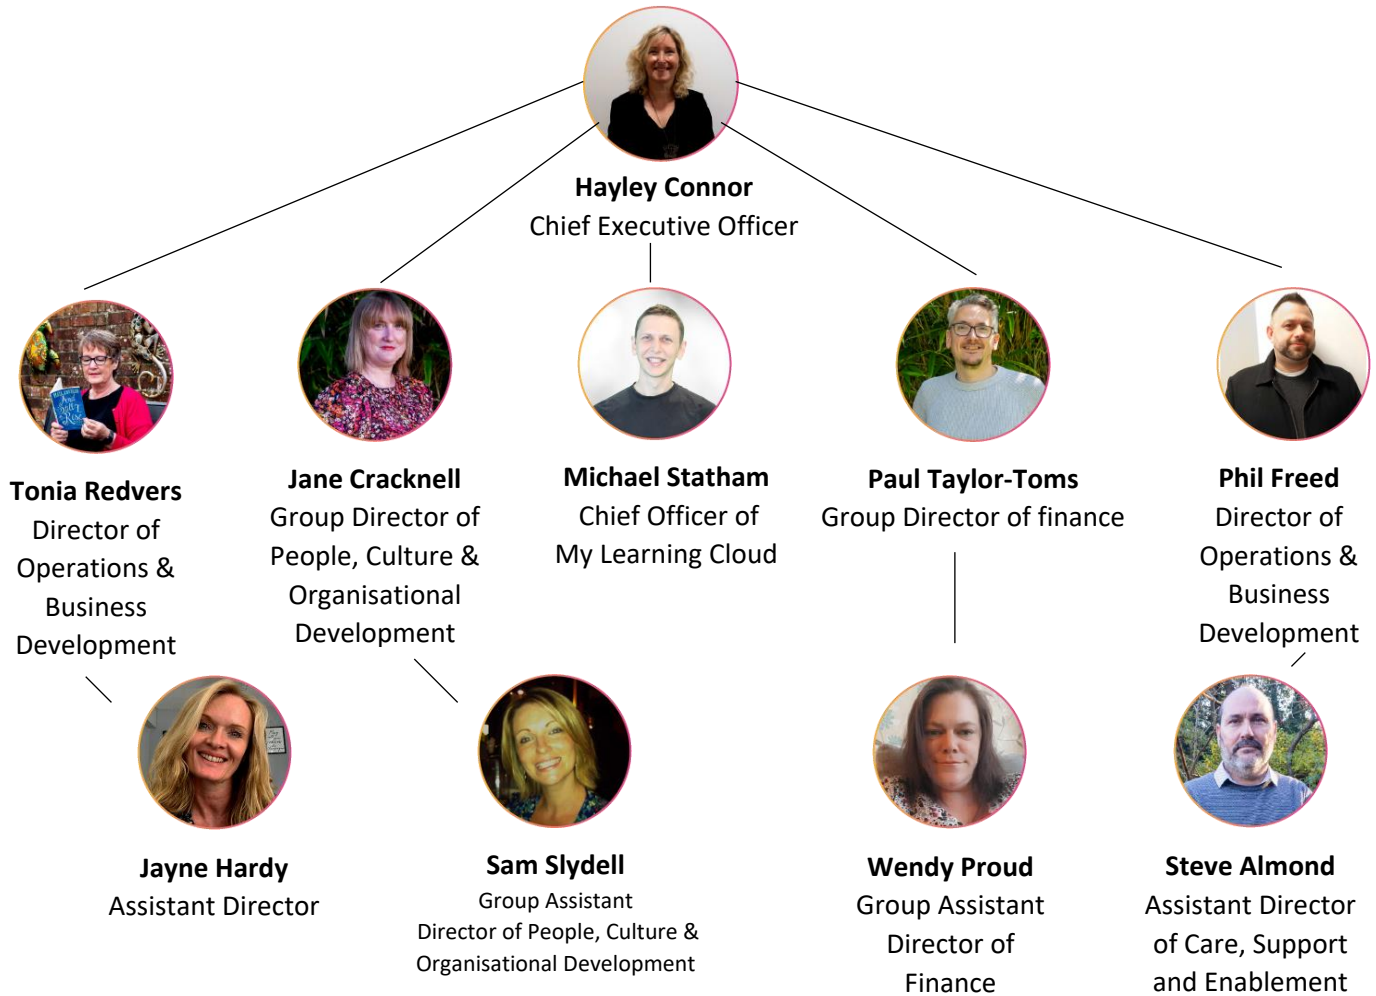 Hayley Connor
Chief Executive Officer
Tonia Redvers
Director of
Operations &
Business
Development
Jane Cracknell
Group Director of
People, Culture &
Organisational
Development
Michael Statham
Chief Officer of
My Learning Cloud
Paul Taylor-Toms
Group Director of finance
Phil Freed
Director of
Operations &
Business
Development
Jayne Hardy
Assistant Director
Sam Slydell
Group Assistant
Director of People, Culture &
Organisational Development
Wendy Proud
Group Assistant
Director of
Finance
Steve Almond
Assistant Director
of Care, Support
and Enablement